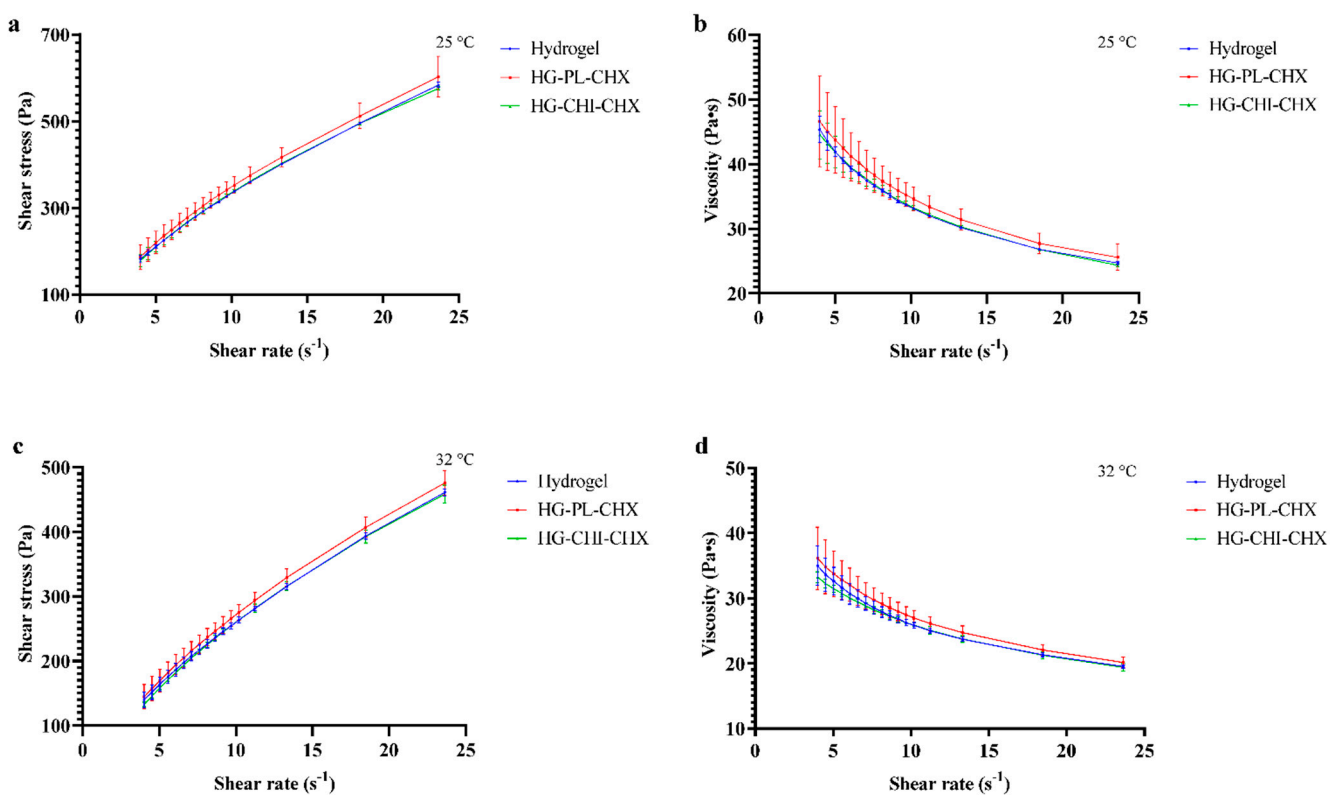 a
25 °C
Shear stress (Pa)
700
500
300
100
0 5 10 15 20 25
Shear rate (s⁻¹)
Hydrogel
HG-PL-CHX
HG-CHI-CHX
b
25 °C
Viscosity (Pa•s)
60
50
40
30
20
0 5 10 15 20 25
Shear rate (s⁻¹)
Hydrogel
HG-PL-CHX
HG-CHI-CHX
c
32 °C
Shear stress (Pa)
500
400
300
200
100
0 5 10 15 20 25
Shear rate (s⁻¹)
Hydrogel
HG-PL-CHX
HG-CHI-CHX
d
32 °C
Viscosity (Pa•s)
50
40
30
20
10
0 5 10 15 20 25
Shear rate (s⁻¹)
Hydrogel
HG-PL-CHX
HG-CHI-CHX